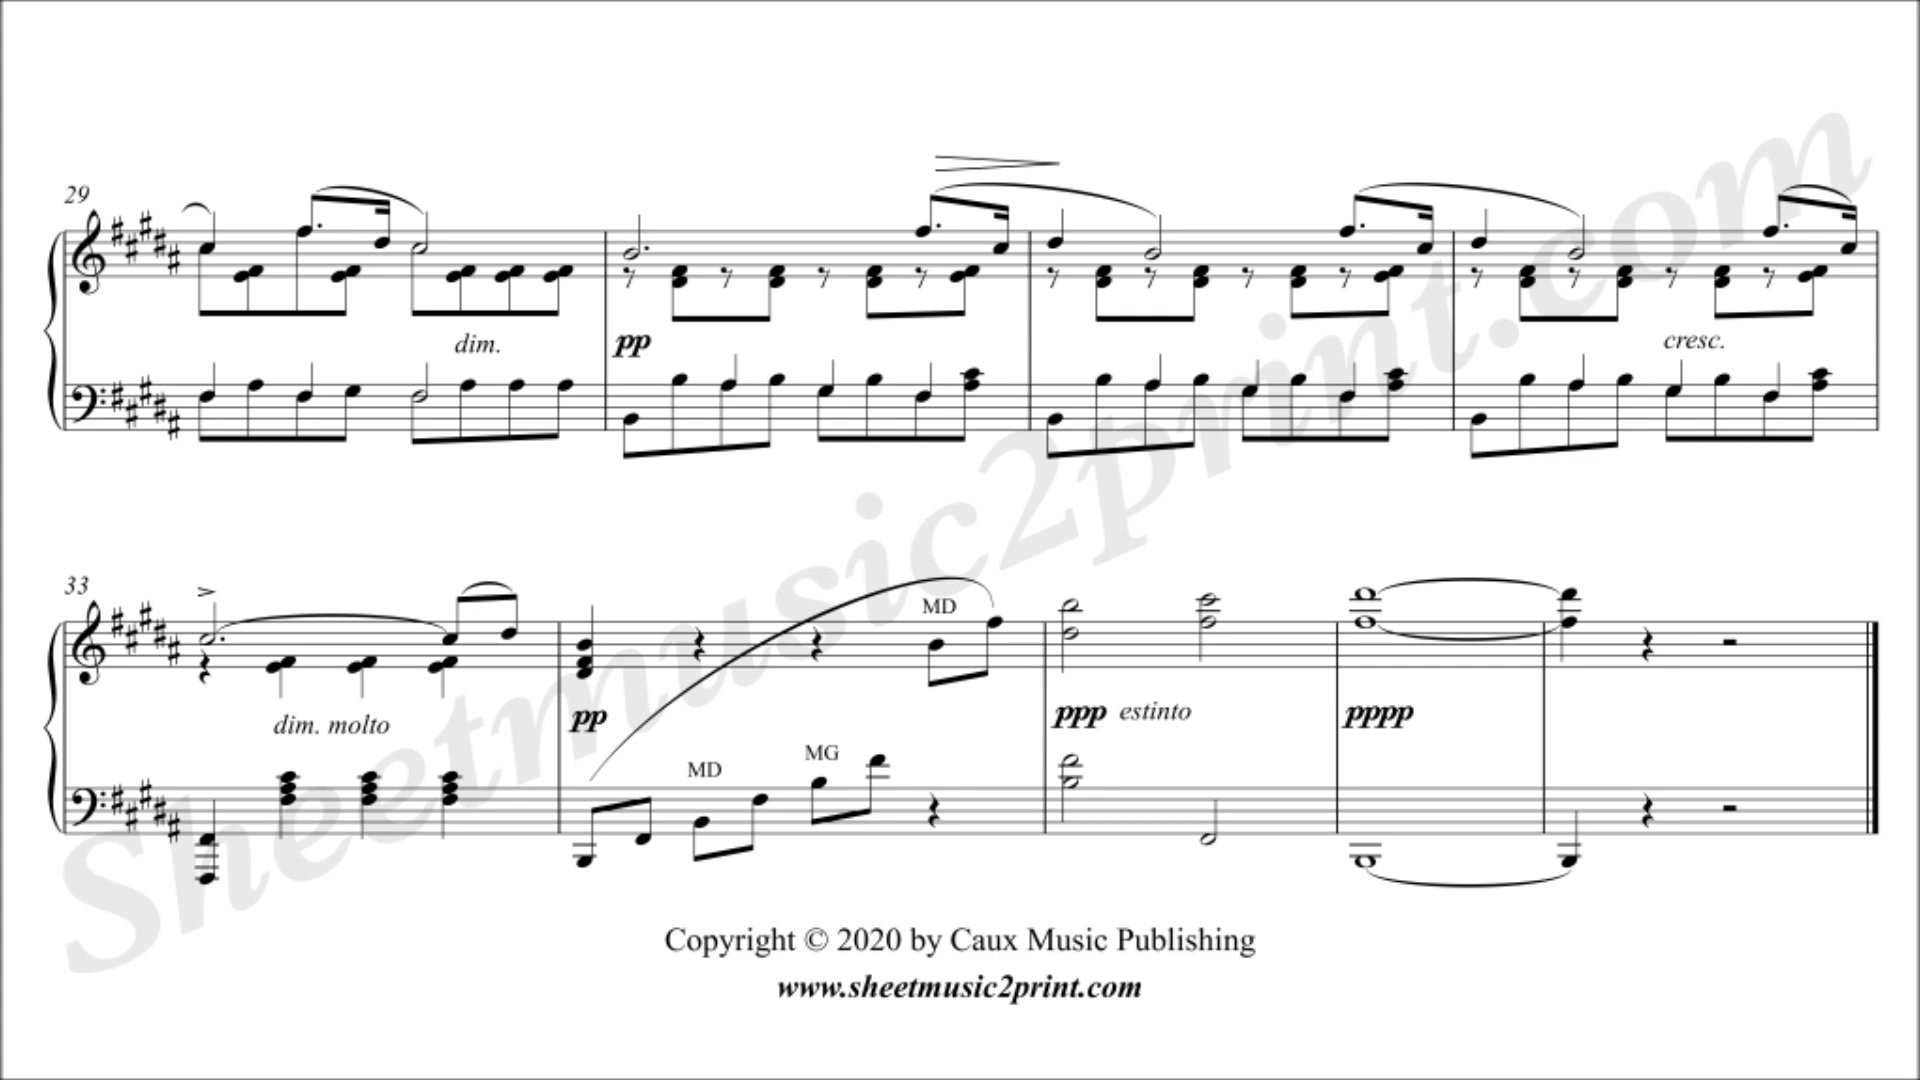 29
dim.
pp
cresc.
33
dim. molto
pp
MD
MG
MD
ppp estinto
pppp
Sheetmusic2print.com
Copyright © 2020 by Caux Music Publishing
www.sheetmusic2print.com